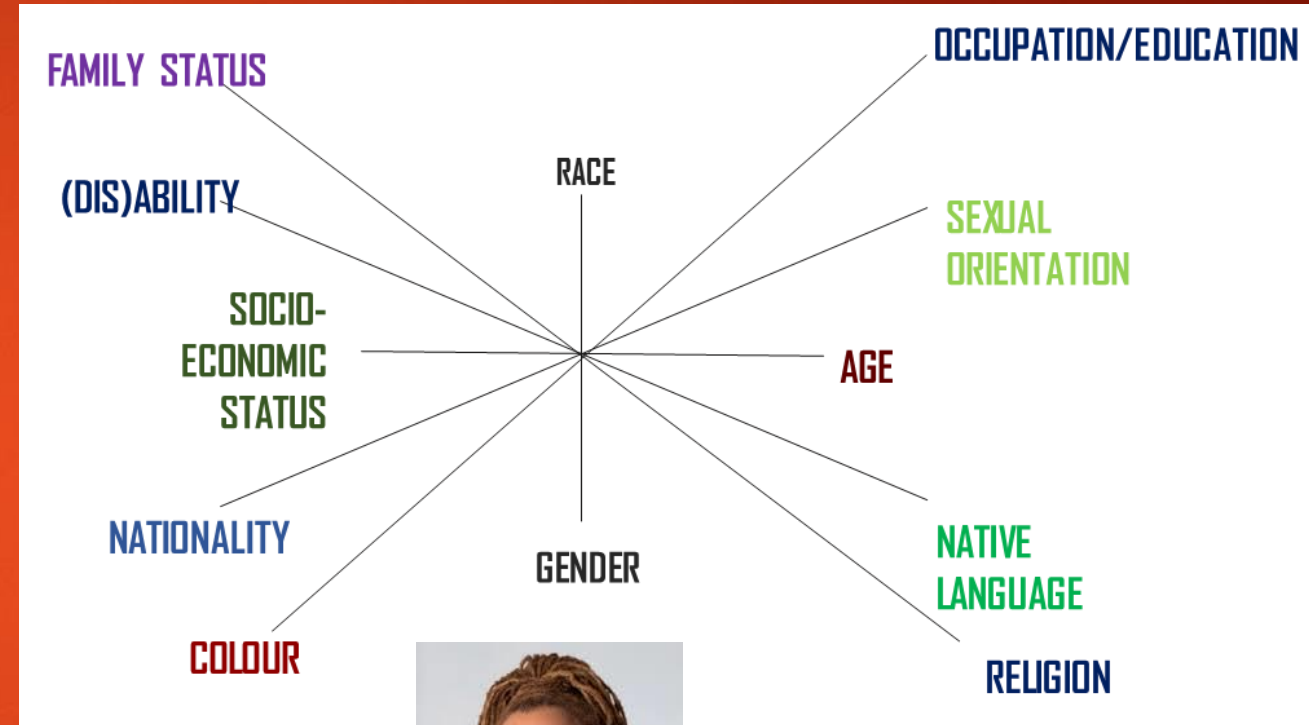 FAMILY STATUS
OCCUPATION/EDUCATION
RACE
(DIS)ABILITY
SEXUAL
ORIENTATION
SOCIO-
ECONOMIC
STATUS
AGE
NATIONALITY
GENDER
NATIVE
LANGUAGE
COLOUR
RELIGION